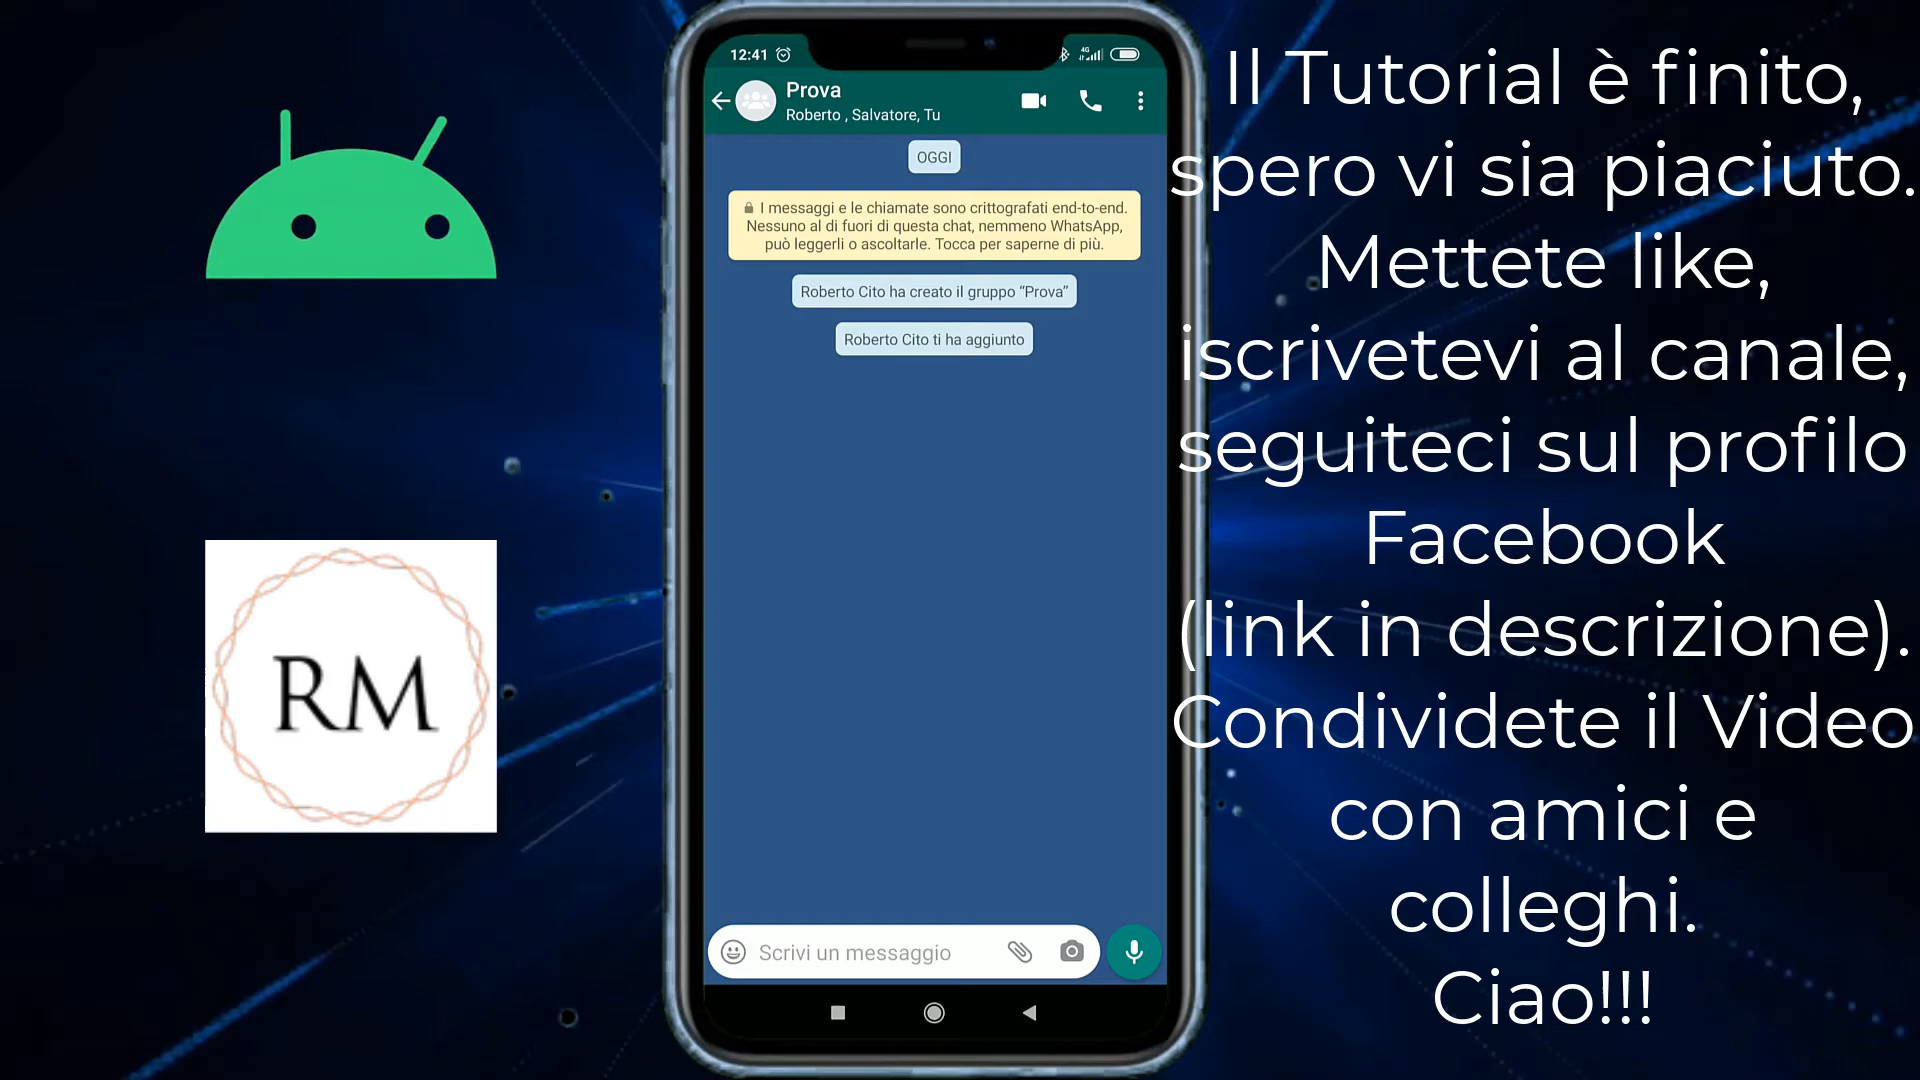 12:41
4G
Prova
Roberto , Salvatore, Tu
OGGI
I messaggi e le chiamate sono crittografati end-to-end.
Nessuno al di fuori di questa chat, nemmeno WhatsApp,
può leggerli o ascoltarle. Tocca per saperne di più.
Roberto Cito ha creato il gruppo “Prova”
Roberto Cito ti ha aggiunto
Scrivi un messaggio
RM
Il Tutorial è finito,
spero vi sia piaciuto.
Mettete like,
iscrivetevi al canale,
seguiteci sul profilo
Facebook
(link in descrizione).
Condividete il Video
con amici e
colleghi.
Ciao!!!